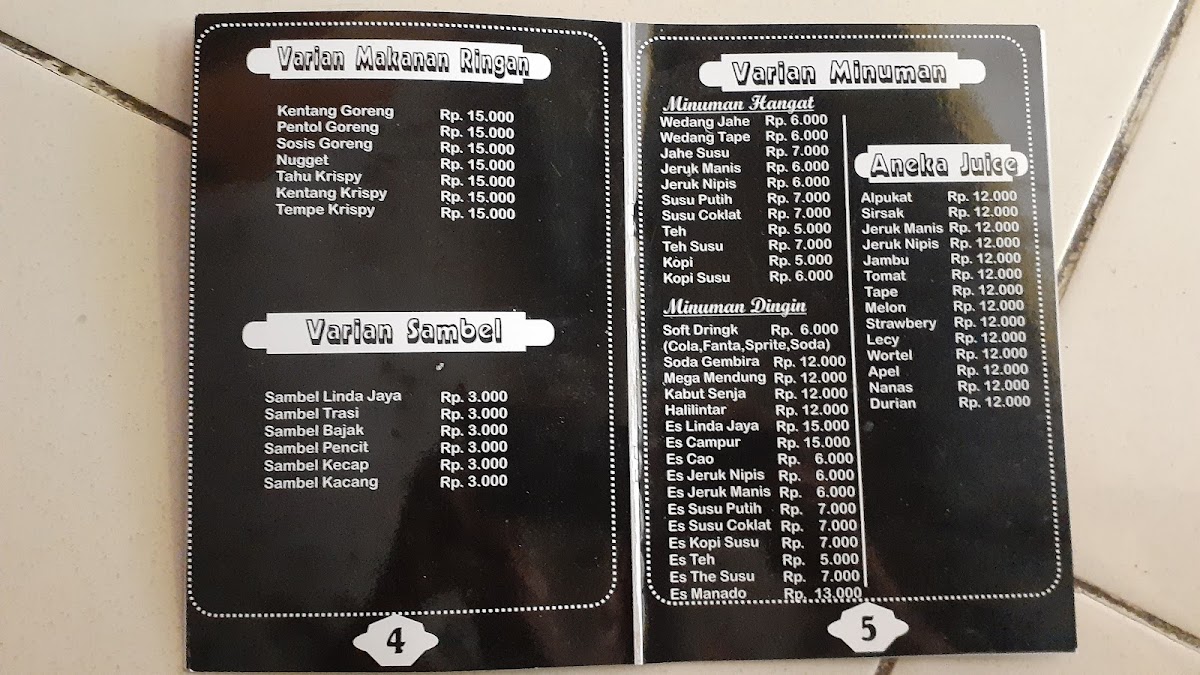 Varian Makanan Ringan
Kentang Goreng Rp. 15.000
Pentol Goreng Rp. 15.000
Sosis Goreng Rp. 15.000
Nugget Rp. 15.000
Tahu Krispy Rp. 15.000
Kentang Krispy Rp. 15.000
Tempe Krispy Rp. 15.000
Varian Sambel
Sambel Linda Jaya Rp. 3.000
Sambel Trasi Rp. 3.000
Sambel Bajak Rp. 3.000
Sambel Pencit Rp. 3.000
Sambel Kecap Rp. 3.000
Sambel Kacang Rp. 3.000
4
Varian Minuman
Minuman Hangat
Wedang Jahe Rp. 6.000
Wedang Tape Rp. 6.000
Jahe Susu Rp. 7.000
Jeruk Manis Rp. 6.000
Jeruk Nipis Rp. 6.000
Susu Putih Rp. 7.000
Susu Coklat Rp. 7.000
Teh Rp. 5.000
Teh Susu Rp. 7.000
Kopi Rp. 5.000
Kopi Susu Rp. 6.000
Minuman Dingin
Soft Dringk Rp. 6.000
(Cola,Fanta,Sprite,Soda)
Soda Gembira Rp. 12.000
Mega Mendung Rp. 12.000
Kabut Senja Rp. 12.000
Halilintar Rp. 12.000
Es Linda Jaya Rp. 15.000
Es Campur Rp. 15.000
Es Cao Rp. 6.000
Es Jeruk Nipis Rp. 6.000
Es Jeruk Manis Rp. 6.000
Es Susu Putih Rp. 7.000
Es Susu Coklat Rp. 7.000
Es Kopi Susu Rp. 7.000
Es Teh Rp. 5.000
Es The Susu Rp. 7.000
Es Manado Rp. 13.000
Aneka Juice
Alpukat Rp. 12.000
Sirsak Rp. 12.000
Jeruk Manis Rp. 12.000
Jeruk Nipis Rp. 12.000
Jambu Rp. 12.000
Tomat Rp. 12.000
Tape Rp. 12.000
Melon Rp. 12.000
Strawbery Rp. 12.000
Lecy Rp. 12.000
Wortel Rp. 12.000
Apel Rp. 12.000
Nanas Rp. 12.000
Durian Rp. 12.000
5